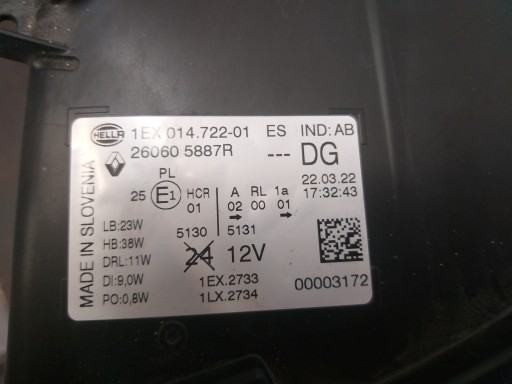 HELLA 1EX 014.722-01 ES IND: AB
26060 5887R --- DG
PL 22.03.22
25 E1 HCR A RL 1a 17:32:43
01 02 00 01
LB:23W 5130 5131
HB:38W 24 12V
DRL:11W
DI:9,0W 1EX.2733
PO:0,8W 1LX.2734 00003172
MADE IN SLOVENIA